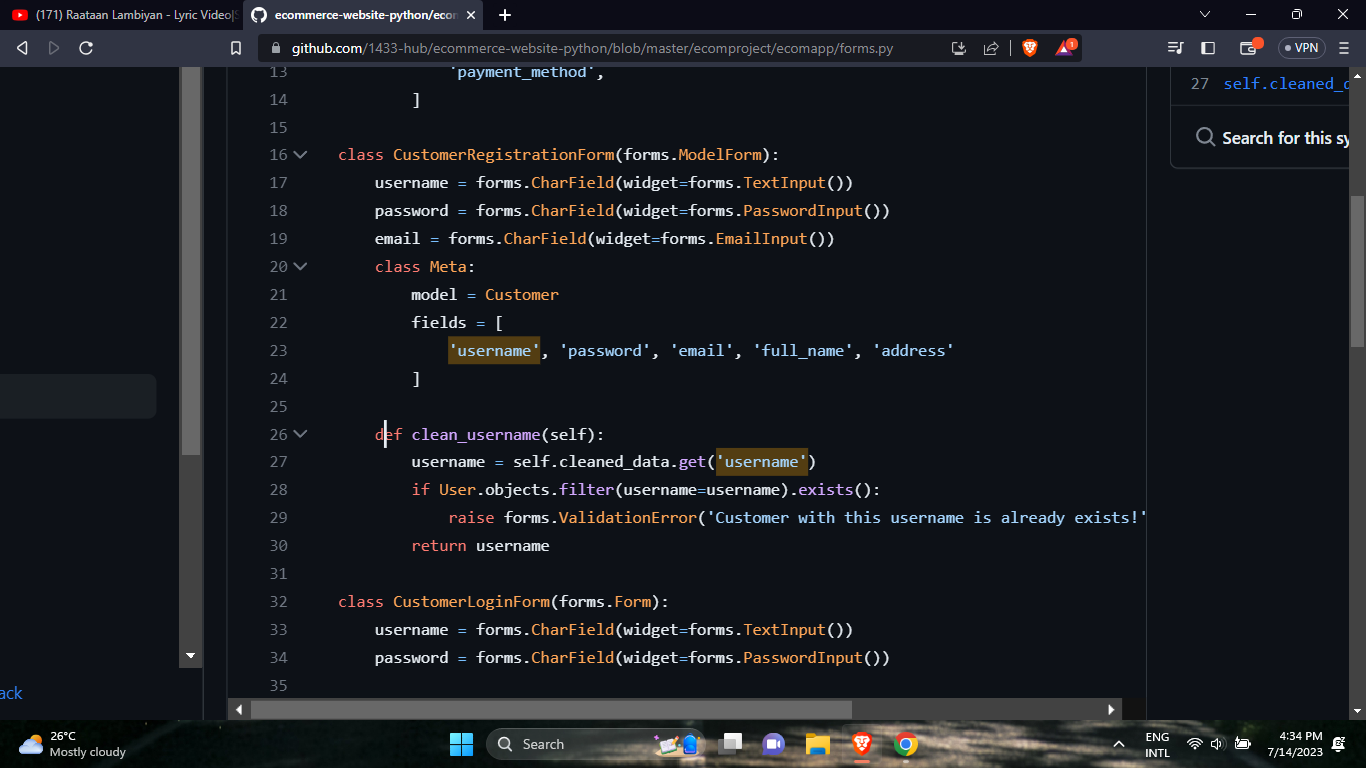 (171) Raataan Lambiyan - Lyric Video|S
ecommerce-website-python/econ
github.com/1433-hub/ecommerce-website-python/blob/master/ecomproject/ecomapp/forms.py
1
VPN
13 'payment_method',
14 ]
15
16 class CustomerRegistrationForm(forms.ModelForm):
17 username = forms.CharField(widget=forms.TextInput())
18 password = forms.CharField(widget=forms.PasswordInput())
19 email = forms.CharField(widget=forms.EmailInput())
20 class Meta:
21 model = Customer
22 fields = [
23 'username', 'password', 'email', 'full_name', 'address'
24 ]
25
26 def clean_username(self):
27 username = self.cleaned_data.get('username')
28 if User.objects.filter(username=username).exists():
29 raise forms.ValidationError('Customer with this username is already exists!'
30 return username
31
32 class CustomerLoginForm(forms.Form):
33 username = forms.CharField(widget=forms.TextInput())
34 password = forms.CharField(widget=forms.PasswordInput())
35
27 self.cleaned_d
Search for this sy
ack
26°C
Mostly cloudy
Search
ENG
INTL
4:34 PM
7/14/2023